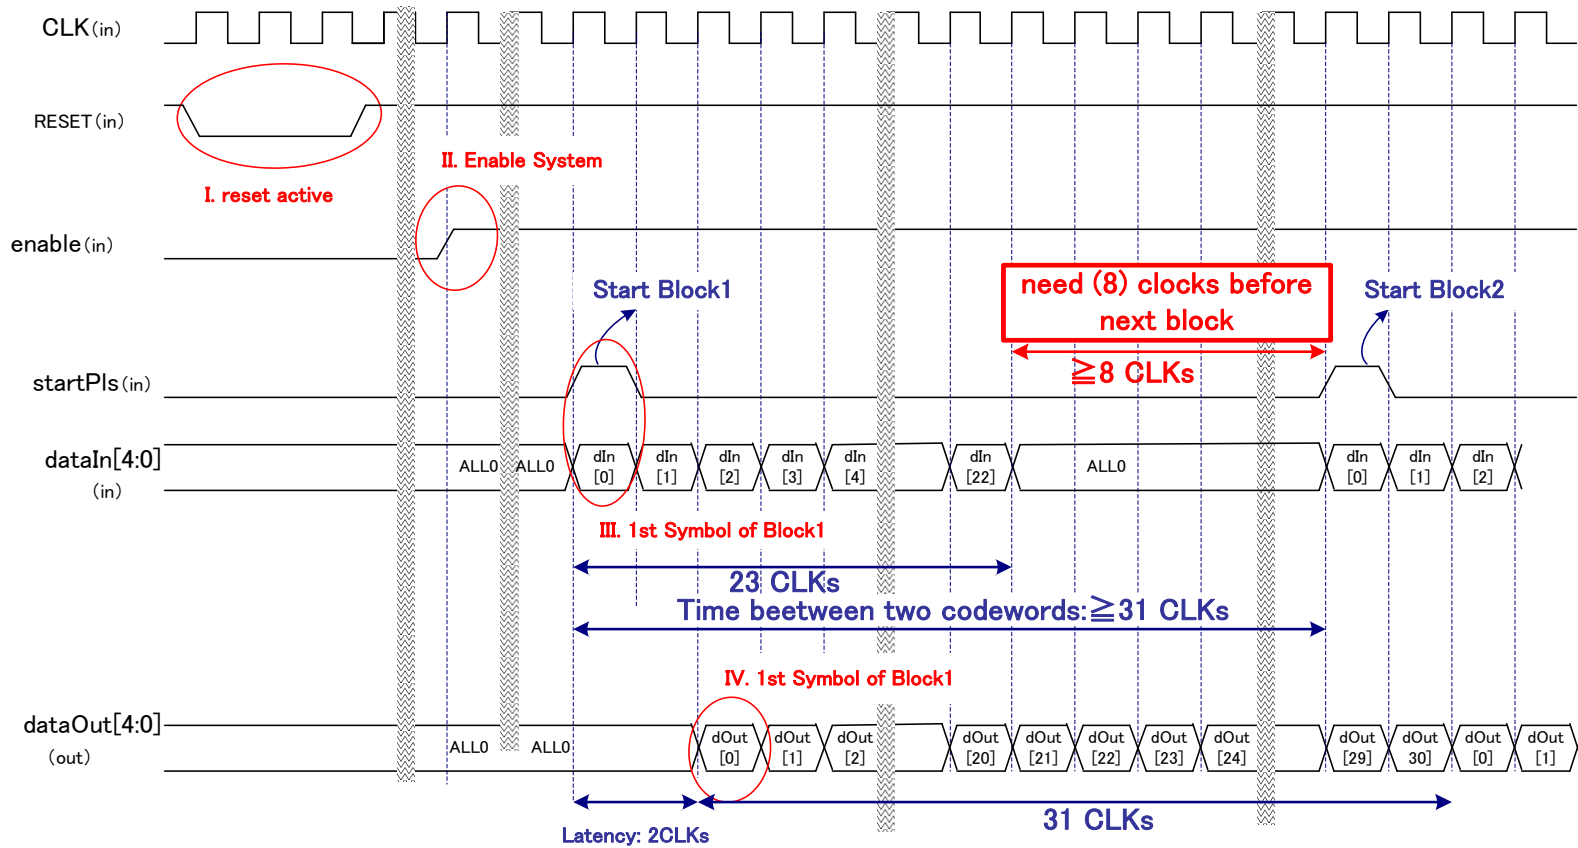 CLK(in)
RESET(in)
I. reset active
II. Enable System
enable(in)
need (8) clocks before
next block
Start Block1
Start Block2
≧8 CLKs
startPls(in)
dataIn[4:0]
(in)
ALL0
ALL0
dIn
[0]
dIn
[1]
dIn
[2]
dIn
[3]
dIn
[4]
dIn
[22]
ALL0
dIn
[0]
dIn
[1]
dIn
[2]
III. 1st Symbol of Block1
23 CLKs
Time beetween two codewords:≧31 CLKs
IV. 1st Symbol of Block1
dataOut[4:0]
(out)
ALL0
ALL0
dOut
[0]
dOut
[1]
dOut
[2]
dOut
[20]
dOut
[21]
dOut
[22]
dOut
[23]
dOut
[24]
dOut
[29]
dOut
30]
dOut
[0]
dOut
[1]
31 CLKs
Latency: 2CLKs